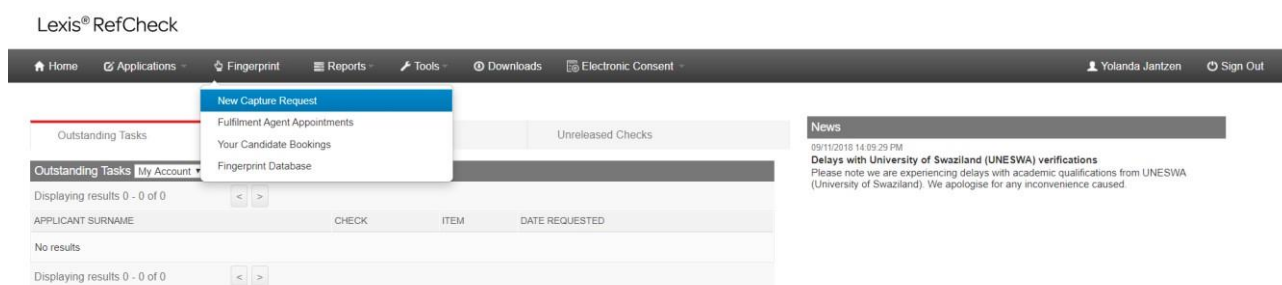 Lexis® RefCheck
Home Applications Fingerprint Reports Tools Downloads Electronic Consent Yolanda Jantzen Sign Out
New Capture Request
Fulfilment Agent Appointments
Your Candidate Bookings
Fingerprint Database
Outstanding Tasks Unreleased Checks
Outstanding Tasks My Account
Displaying results 0 - 0 of 0 < >
APPLICANT SURNAME CHECK ITEM DATE REQUESTED
No results
Displaying results 0 - 0 of 0 < >
News
09/11/2018 14:09:29 PM
Delays with University of Swaziland (UNESWA) verifications
Please note we are experiencing delays with academic qualifications from UNESWA
(University of Swaziland). We apologise for any inconvenience caused.